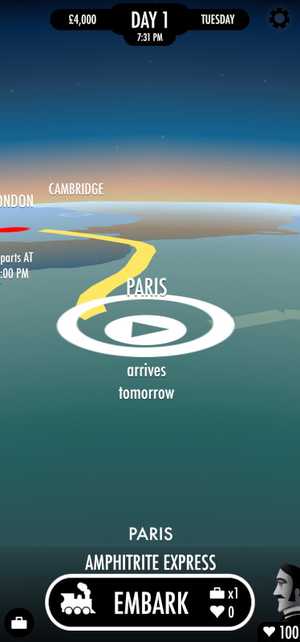 £4,000
DAY 1
TUESDAY
7:31 PM
CAMBRIDGE
ONDON
parts AT
:00 PM
PARIS
arrives
tomorrow
PARIS
AMPHITRITE EXPRESS
EMBARK
x1
0
100